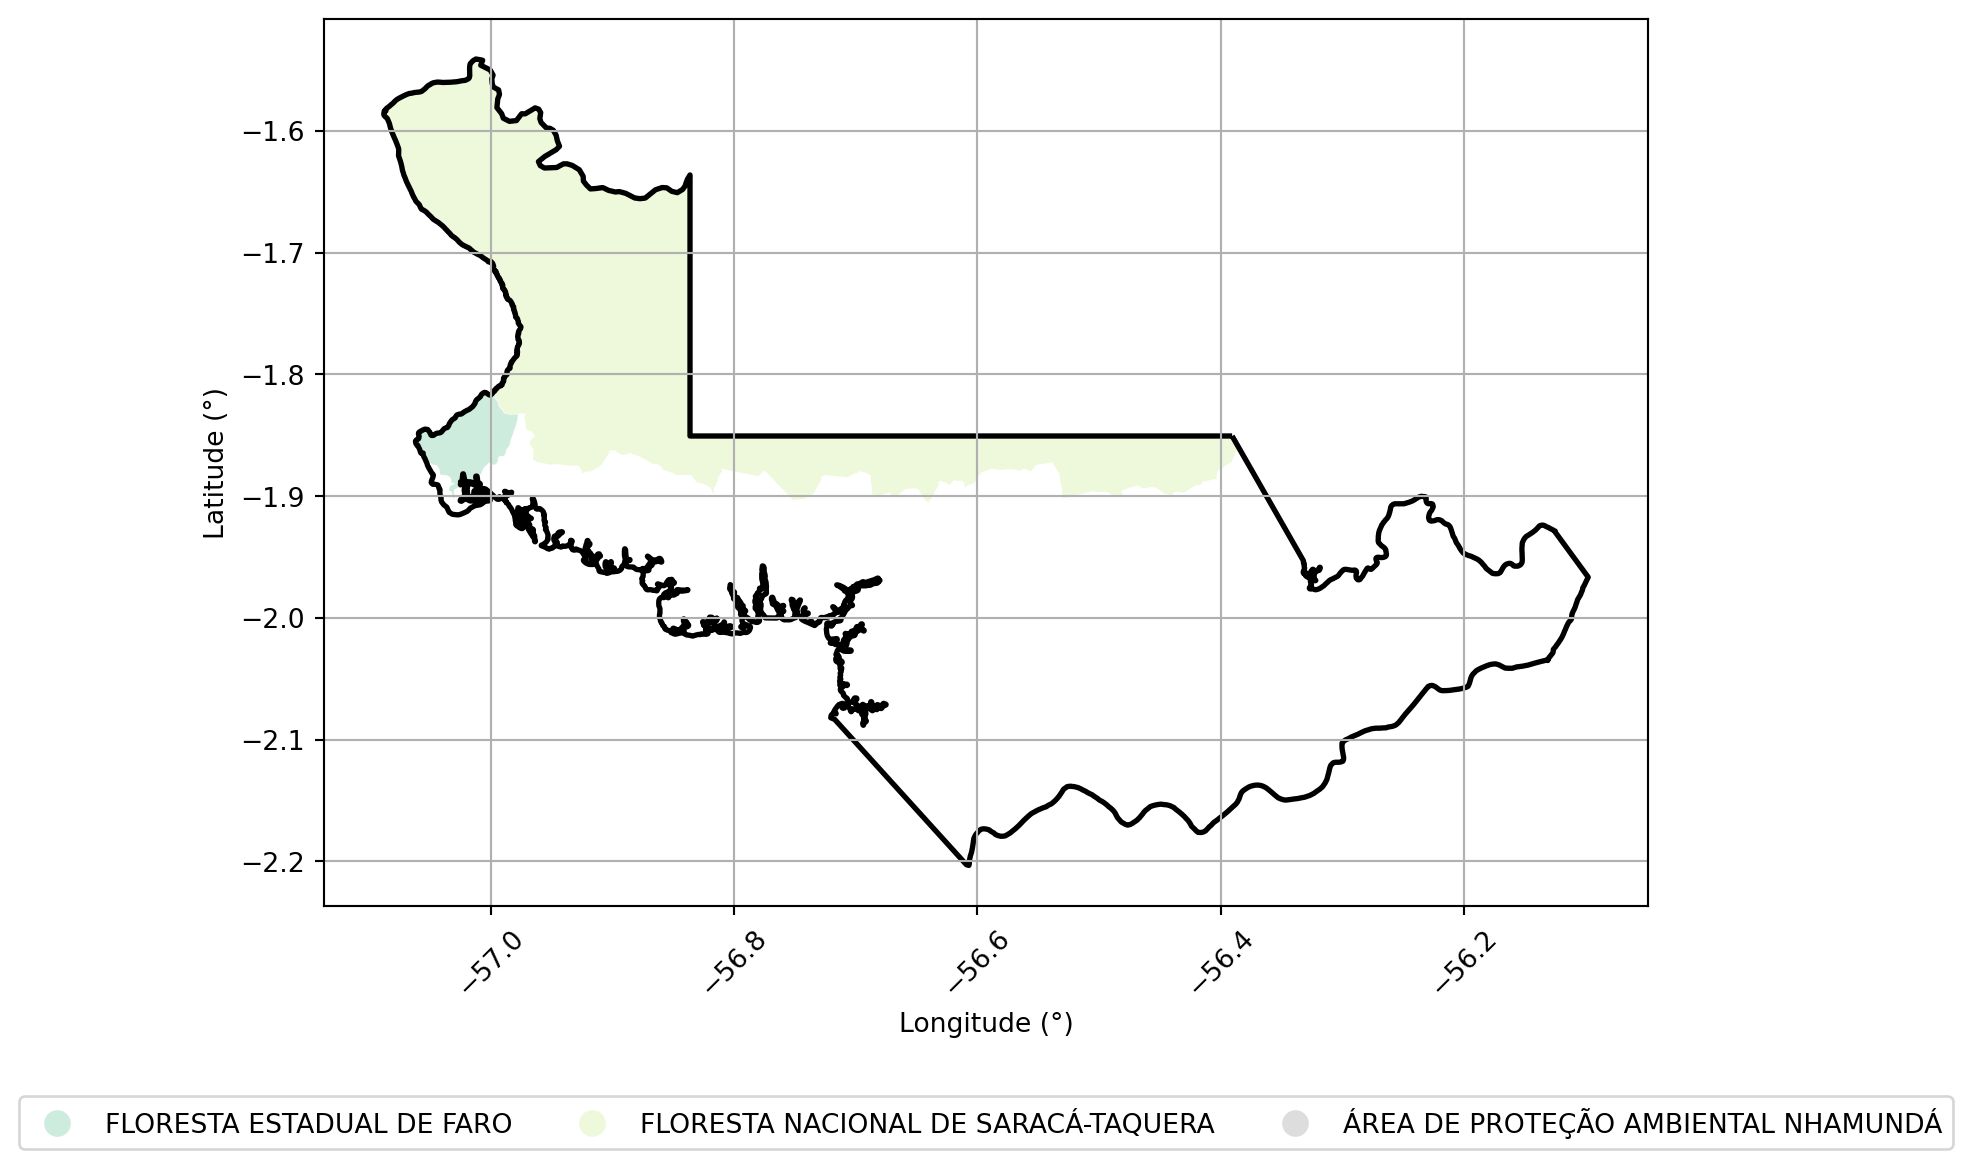 −1.6
−1.7
−1.8
−1.9
−2.0
−2.1
−2.2
Latitude (°)
−57.0
−56.8
−56.6
−56.4
−56.2
Longitude (°)
FLORESTA ESTADUAL DE FARO
FLORESTA NACIONAL DE SARACÁ-TAQUERA
ÁREA DE PROTEÇÃO AMBIENTAL NHAMUNDÁ